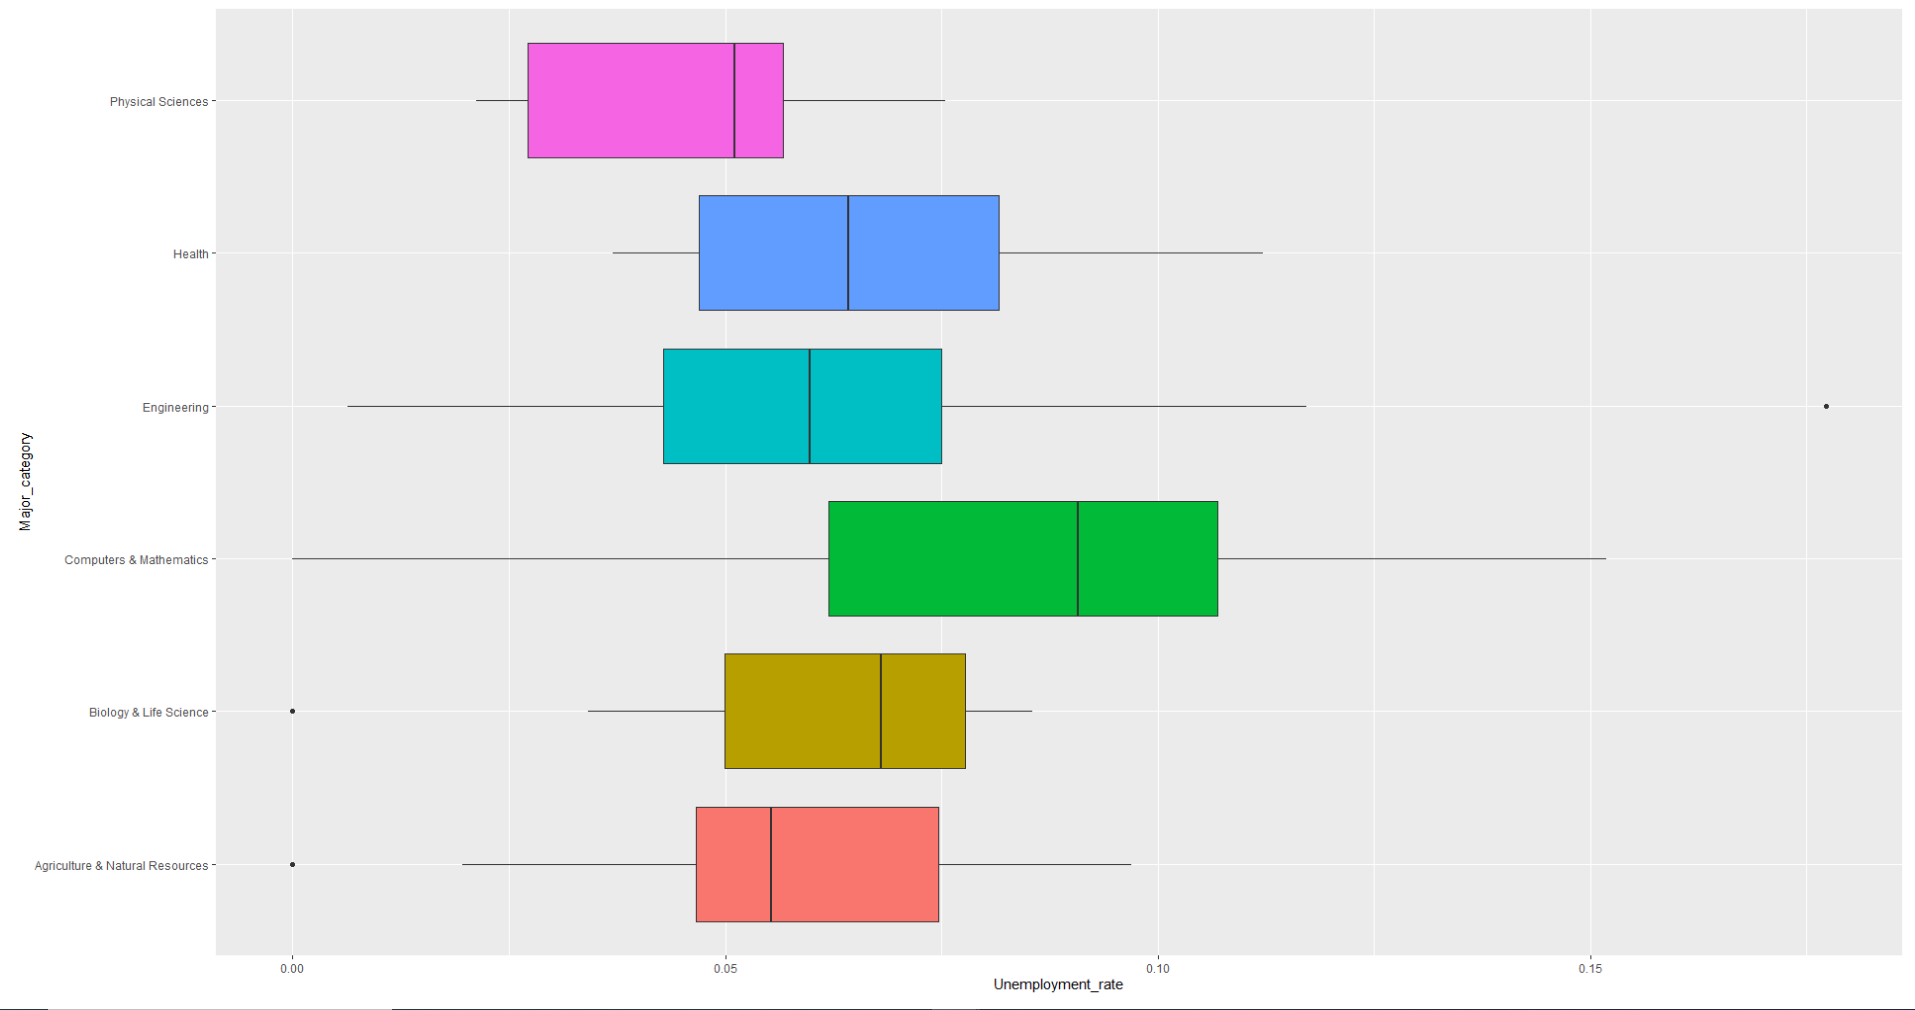 Physical Sciences
Health
Engineering
Computers & Mathematics
Biology & Life Science
Agriculture & Natural Resources
Major_category
0.00
0.05
0.10
0.15
Unemployment_rate